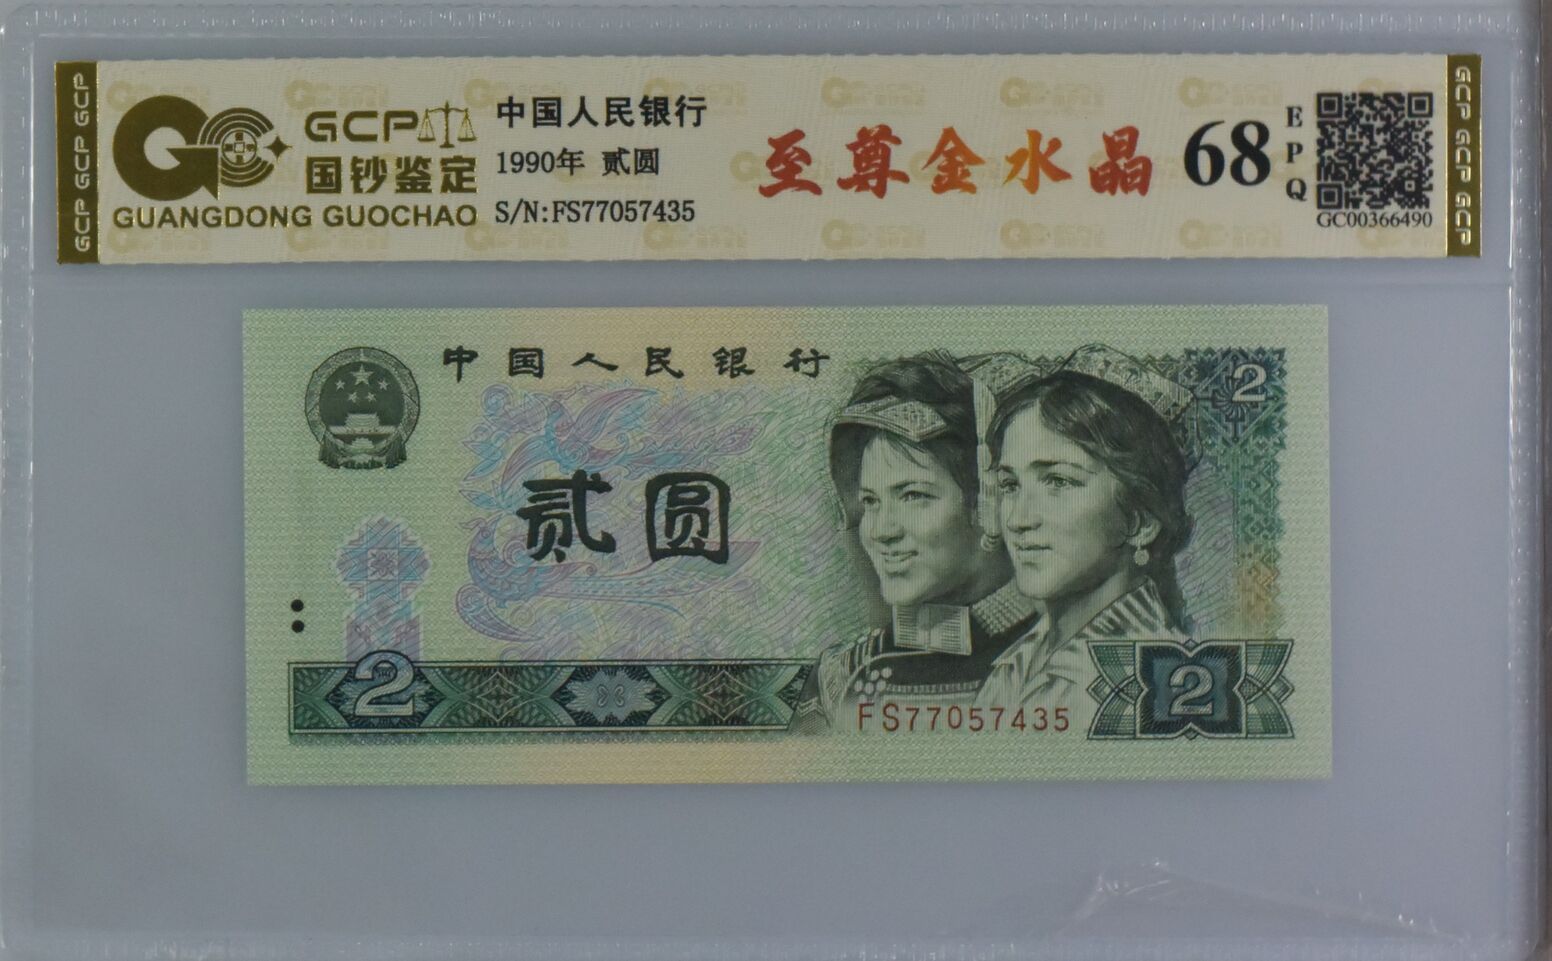 GCP GCP GCP
GCP
国钞鉴定
GUANGDONG GUOCHAO
中国人民银行
1990年 贰圆
S/N:FS77057435
至尊金水晶
68
EPQ
GC00366490
GCP GCP GCP
中国人民银行
2
贰圆
2
FS77057435
2